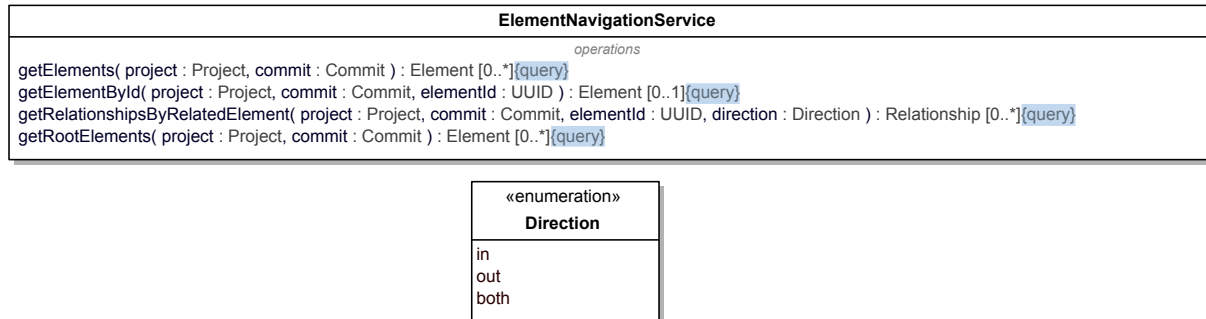 ElementNavigationService
operations
getElements( project : Project, commit : Commit ) : Element [0..*]{query}
getElementById( project : Project, commit : Commit, elementId : UUID ) : Element [0..1]{query}
getRelationshipsByRelatedElement( project : Project, commit : Commit, elementId : UUID, direction : Direction ) : Relationship [0..*]{query}
getRootElements( project : Project, commit : Commit ) : Element [0..*]{query}
«enumeration»
Direction
in
out
both